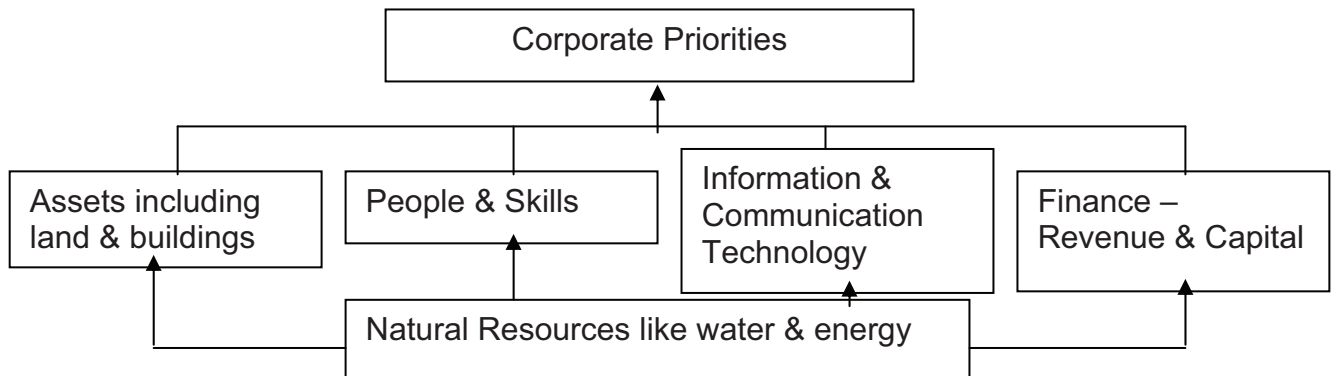 Corporate Priorities
Assets including
land & buildings
People & Skills
Information &
Communication
Technology
Finance –
Revenue & Capital
Natural Resources like water & energy